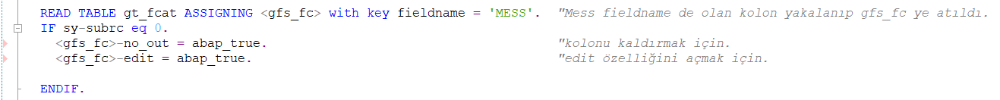 READ TABLE gt_fcat ASSIGNING <gfs_fc> with key fieldname = 'MESS'.  "Mess fieldname de olan kolon yakalanıp gfs_fc ye atıldı.
IF sy-subrc eq 0.
  <gfs_fc>-no_out = abap_true.                                       "kolonu kaldırmak için.
  <gfs_fc>-edit = abap_true.                                         "edit özelliğini açmak için.
ENDIF.